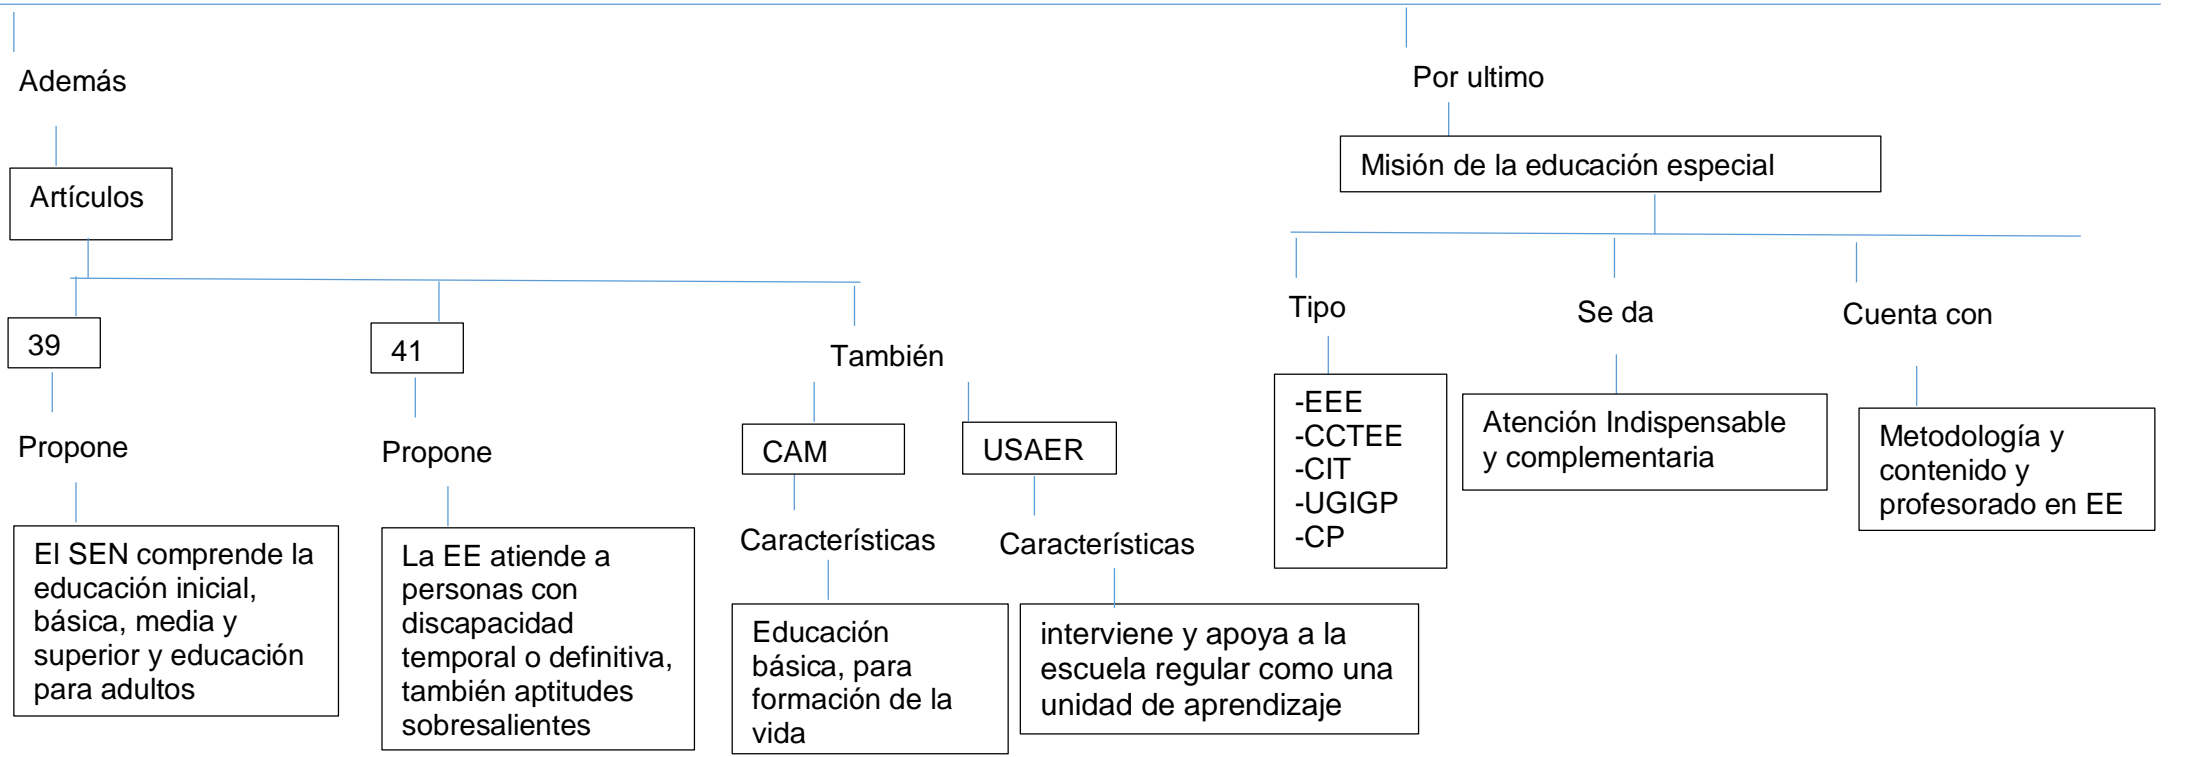 Además
Artículos
39
Propone
El SEN comprende la
educación inicial,
básica, media y
superior y educación
para adultos
41
Propone
La EE atiende a
personas con
discapacidad
temporal o definitiva,
también aptitudes
sobresalientes
También
CAM
Características
Educación
básica, para
formación de la
vida
USAER
Características
interviene y apoya a la
escuela regular como una
unidad de aprendizaje
Por ultimo
Misión de la educación especial
Tipo
-EEE
-CCTEE
-CIT
-UGIGP
-CP
Se da
Atención Indispensable
y complementaria
Cuenta con
Metodología y
contenido y
profesorado en EE